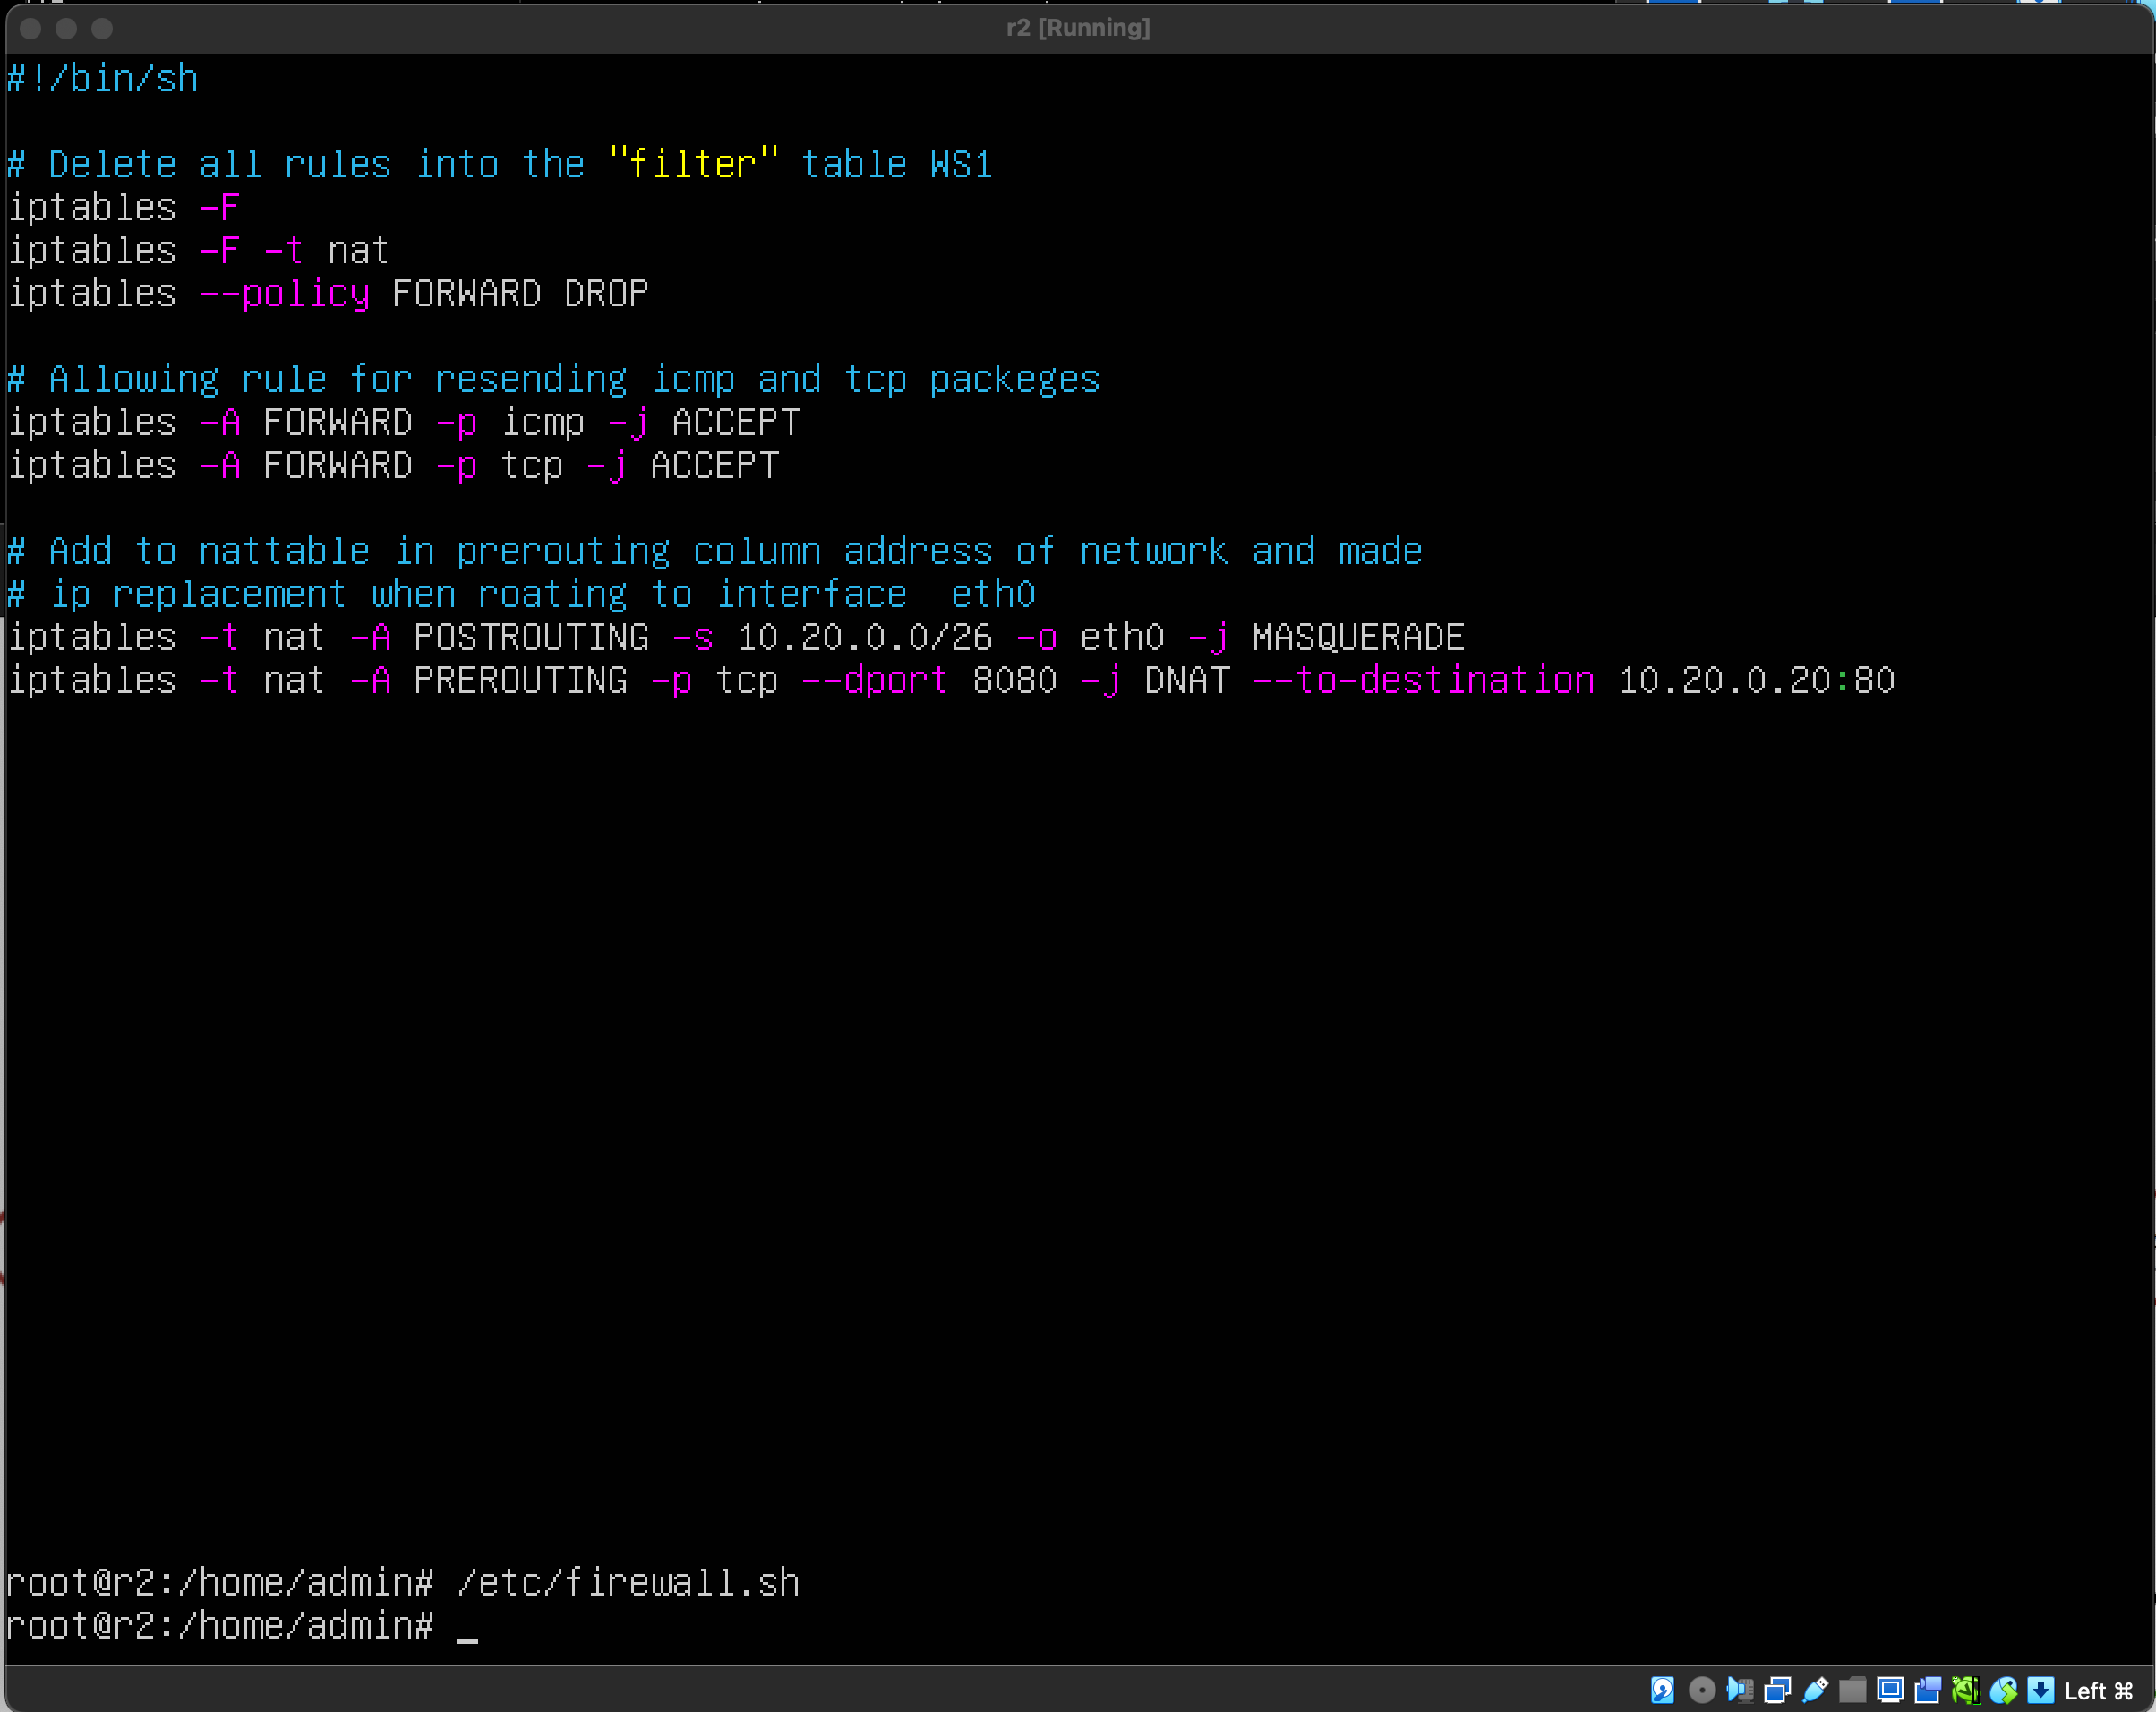 r2 [Running]
#!/bin/sh
# Delete all rules into the "filter" table WS1
iptables -F
iptables -F -t nat
iptables --policy FORWARD DROP
# Allowing rule for resending icmp and tcp packeges
iptables -A FORWARD -p icmp -j ACCEPT
iptables -A FORWARD -p tcp -j ACCEPT
# Add to nattable in prerouting column address of network and made
# ip replacement when roating to interface  eth0
iptables -t nat -A POSTROUTING -s 10.20.0.0/26 -o eth0 -j MASQUERADE
iptables -t nat -A PREROUTING -p tcp --dport 8080 -j DNAT --to-destination 10.20.0.20:80
root@r2:/home/admin# /etc/firewall.sh
root@r2:/home/admin# _
Left ⌘